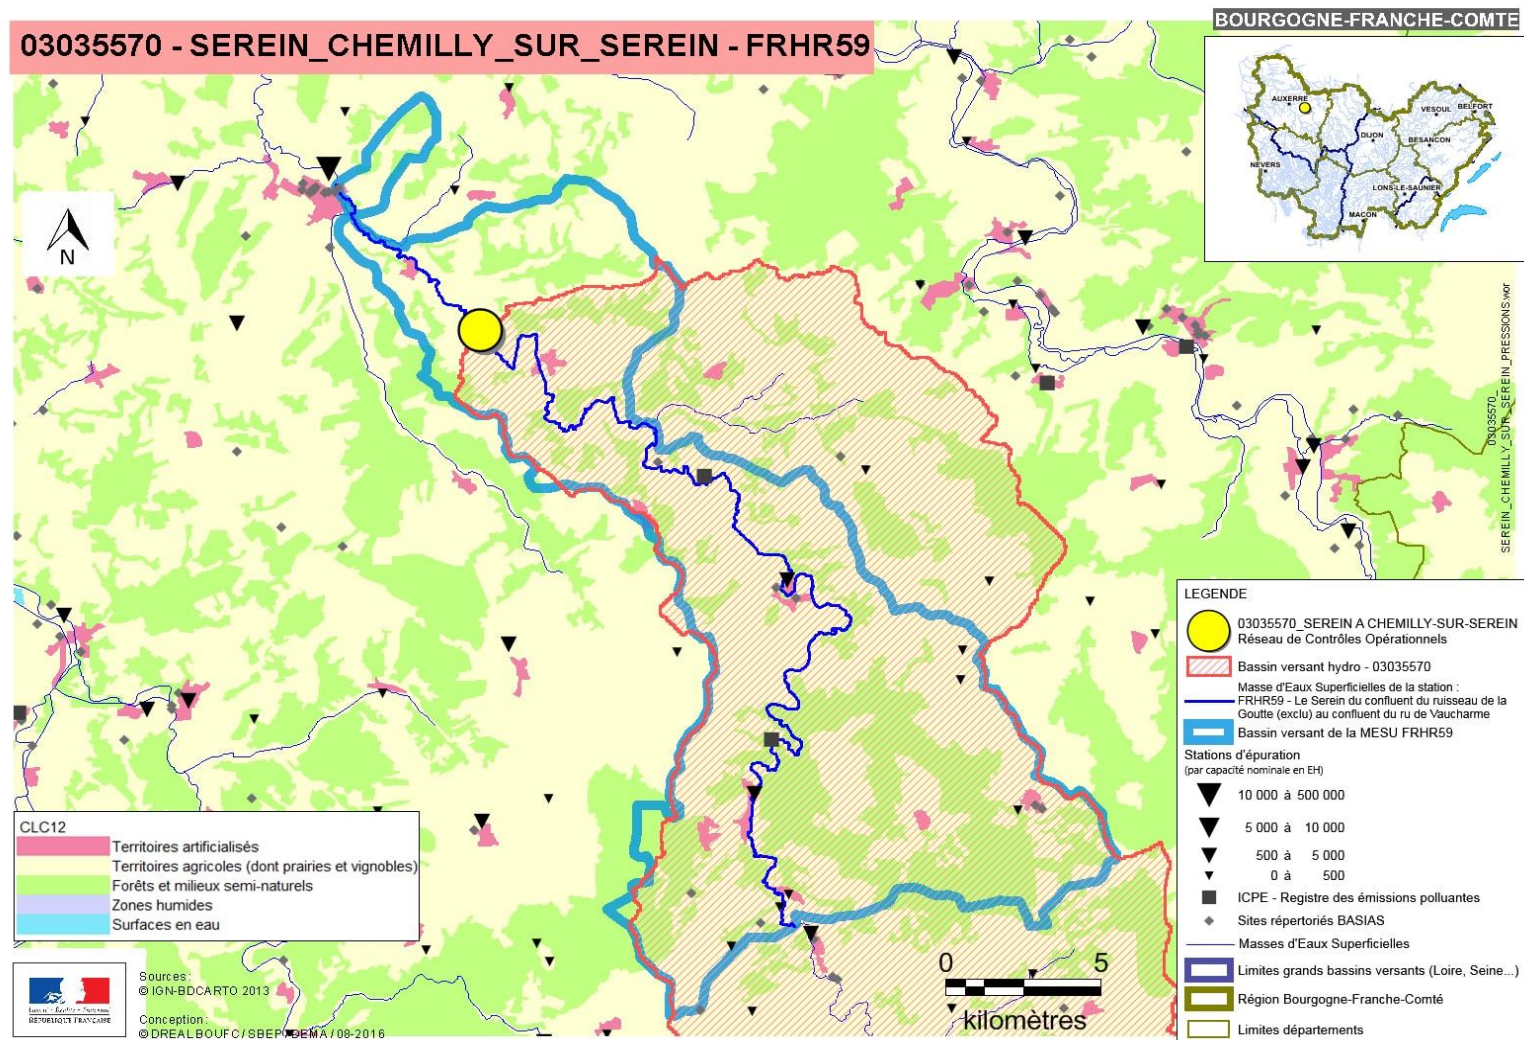 03035570 - SEREIN_CHEMILLY_SUR_SEREIN - FRHR59
BOURGOGNE-FRANCHE-COMTE
AUXERRE
VESOUL
BELFORT
DIJON
BESANCON
NEVERS
LONS-LE-SAUNIER
MACON
N
03035570_
SEREIN_CHEMILLY_SUR_SEREIN_PRESSIONS.wor
LEGENDE
03035570_SEREIN A CHEMILLY-SUR-SEREIN
Réseau de Contrôles Opérationnels
Bassin versant hydro - 03035570
Masse d'Eaux Superficielles de la station :
FRHR59 - Le Serein du confluent du ruisseau de la
Goutte (exclu) au confluent du ru de Vaucharme
Bassin versant de la MESU FRHR59
Stations d'épuration
(par capacité nominale en EH)
10 000 à 500 000
5 000 à 10 000
500 à 5 000
0 à 500
ICPE - Registre des émissions polluantes
Sites répertoriés BASIAS
Masses d'Eaux Superficielles
Limites grands bassins versants (Loire, Seine...)
Région Bourgogne-Franche-Comté
Limites départements
CLC12
Territoires artificialisés
Territoires agricoles (dont prairies et vignobles)
Forêts et milieux semi-naturels
Zones humides
Surfaces en eau
Liberté • Égalité • Fraternité
RÉPUBLIQUE FRANÇAISE
Sources :
© IGN-BDCARTO 2013
Conception :
© DREAL BOUFC / SBEP / DEMA / 08-2016
0 5
kilomètres